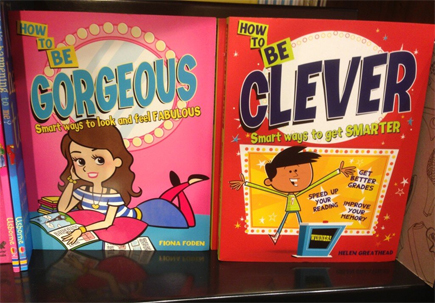 HOW
TO BE
GORGEOUS
Smart ways to look and feel FABULOUS
FIONA FODEN
HOW
TO BE
CLEVER
Smart ways to get SMARTER
GET
BETTER
GRADES
SPEED UP
YOUR
READING
IMPROVE
YOUR
MEMORY
HELEN GREATHEAD